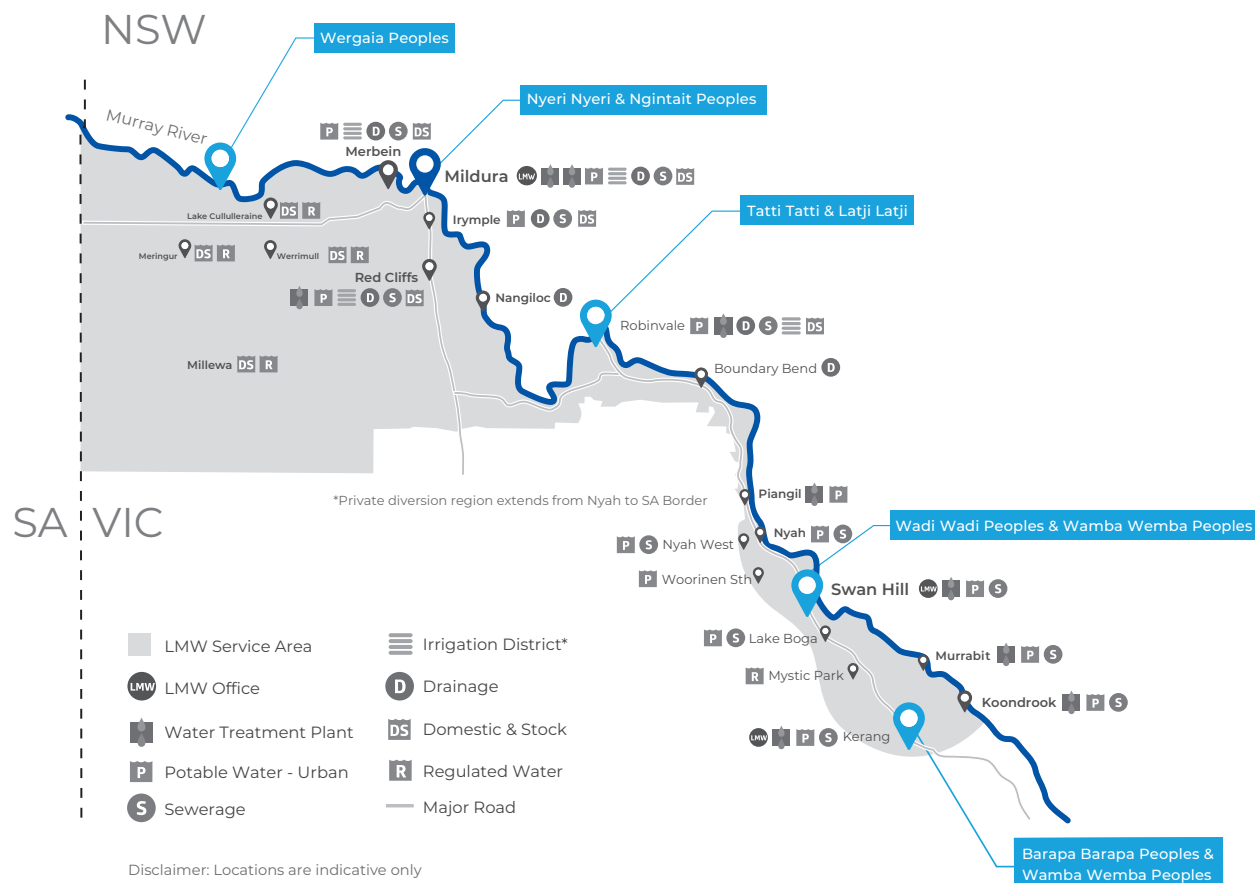 NSW
Wergaia Peoples
Nyeri Nyeri & Ngintait Peoples
Murray River
P D S DS
Merbein
Mildura LMW P D S DS
Tatti Tatti & Latji Latji
Lake Cullulleraine DS R
Irymple P D S DS
Meringur DS R
Werrimull DS R
Red Cliffs
P D S DS
Nangiloc D
Robinvale P D S DS
Millewa DS R
Boundary Bend D
*Private diversion region extends from Nyah to SA Border
Piangil P
SA VIC
Wadi Wadi Peoples & Wamba Wemba Peoples
Nyah P S
P S Nyah West
P Woorinen Sth
Swan Hill LMW P S
P S Lake Boga
Murrabit P S
R Mystic Park
Koondrook P S
LMW P S Kerang
LMW Service Area
Irrigation District*
LMW LMW Office
D Drainage
Water Treatment Plant
DS Domestic & Stock
P Potable Water - Urban
R Regulated Water
S Sewerage
Major Road
Barapa Barapa Peoples &
Wamba Wemba Peoples
Disclaimer: Locations are indicative only